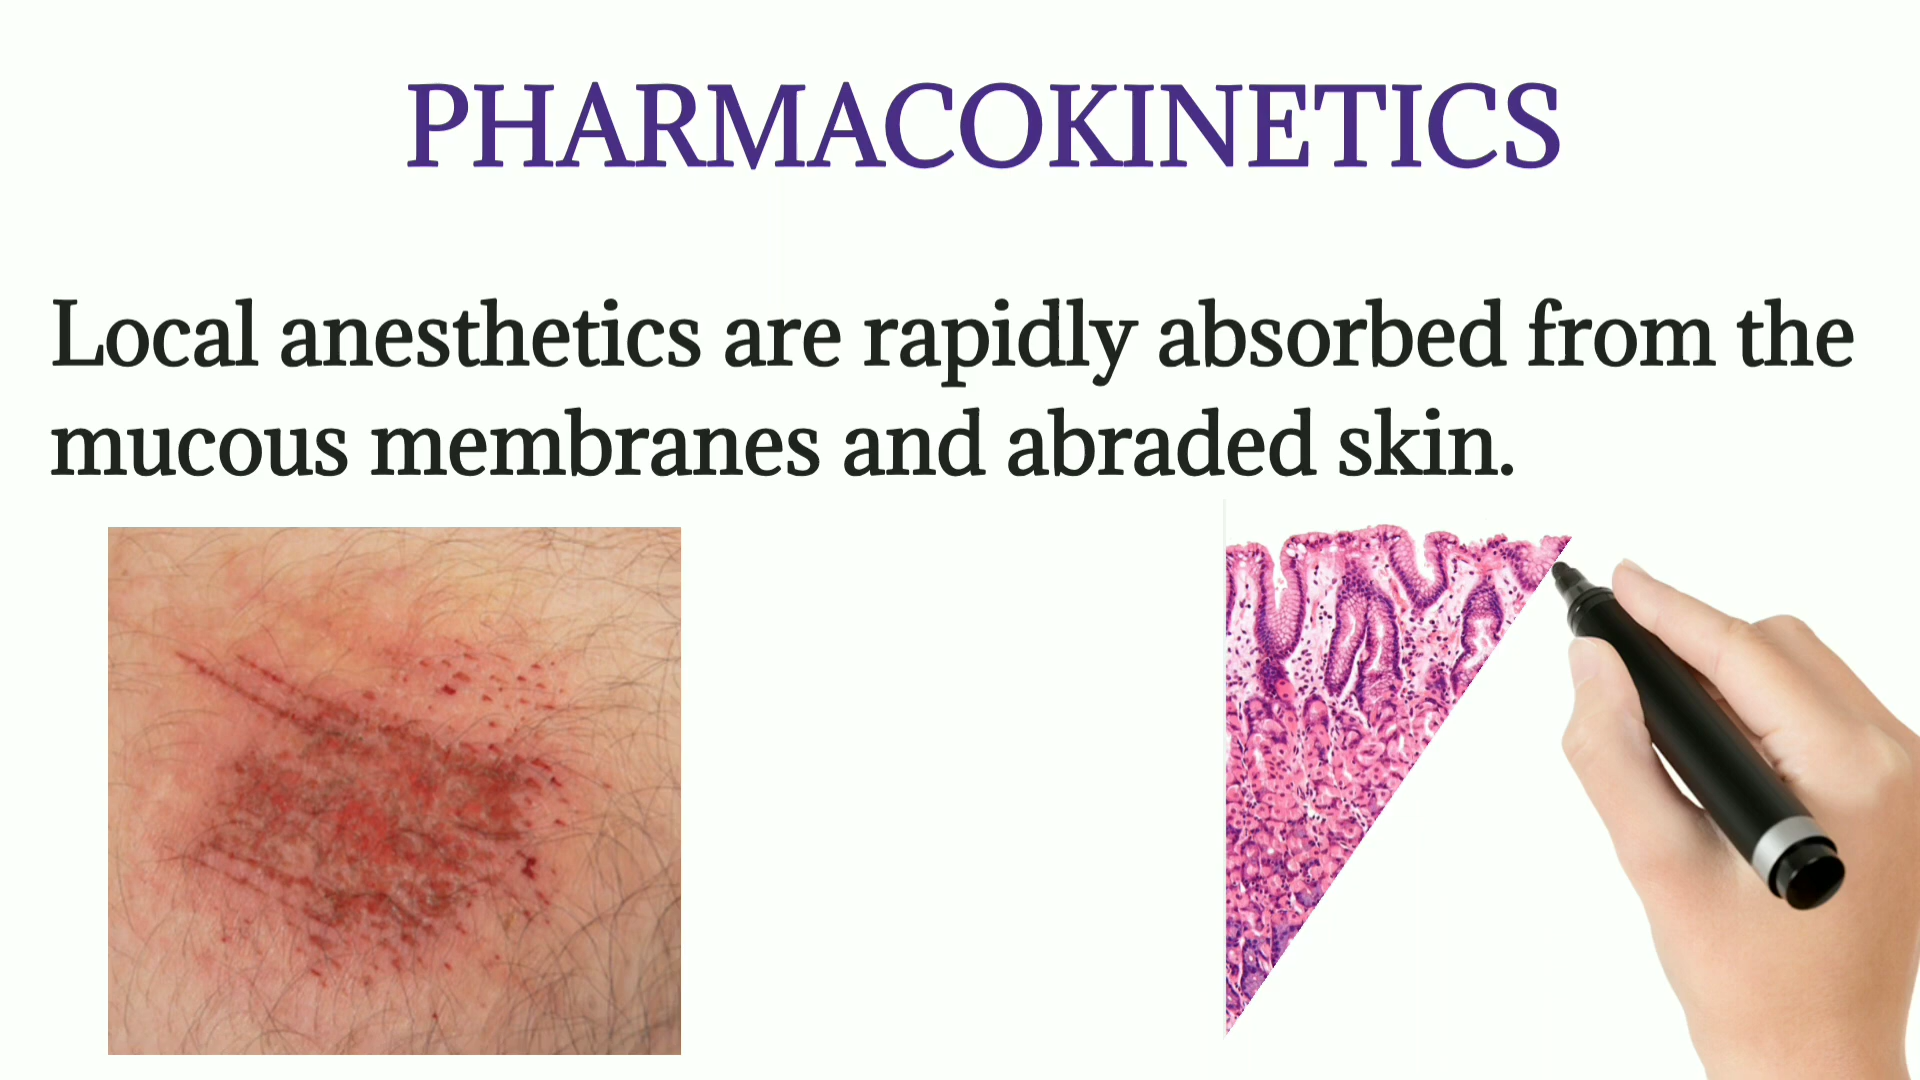 PHARMACOKINETICS
Local anesthetics are rapidly absorbed from the
mucous membranes and abraded skin.